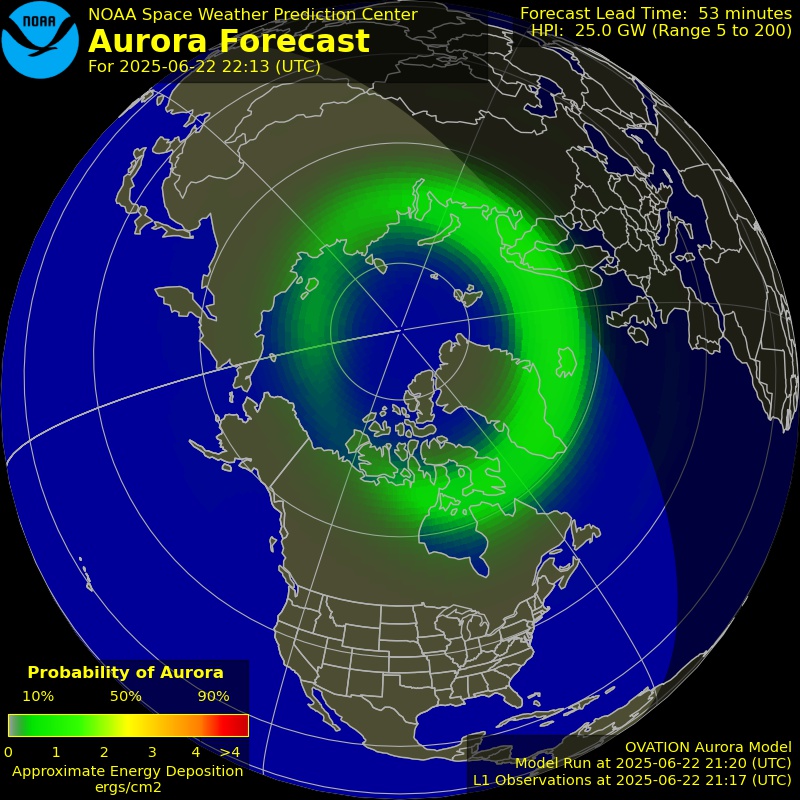 NOAA
NOAA Space Weather Prediction Center
Aurora Forecast
For 2025-06-22 22:13 (UTC)
Forecast Lead Time: 53 minutes
HPI: 25.0 GW (Range 5 to 200)
Probability of Aurora
10% 50% 90%
0 1 2 3 4 >4
Approximate Energy Deposition
ergs/cm2
OVATION Aurora Model
Model Run at 2025-06-22 21:20 (UTC)
L1 Observations at 2025-06-22 21:17 (UTC)